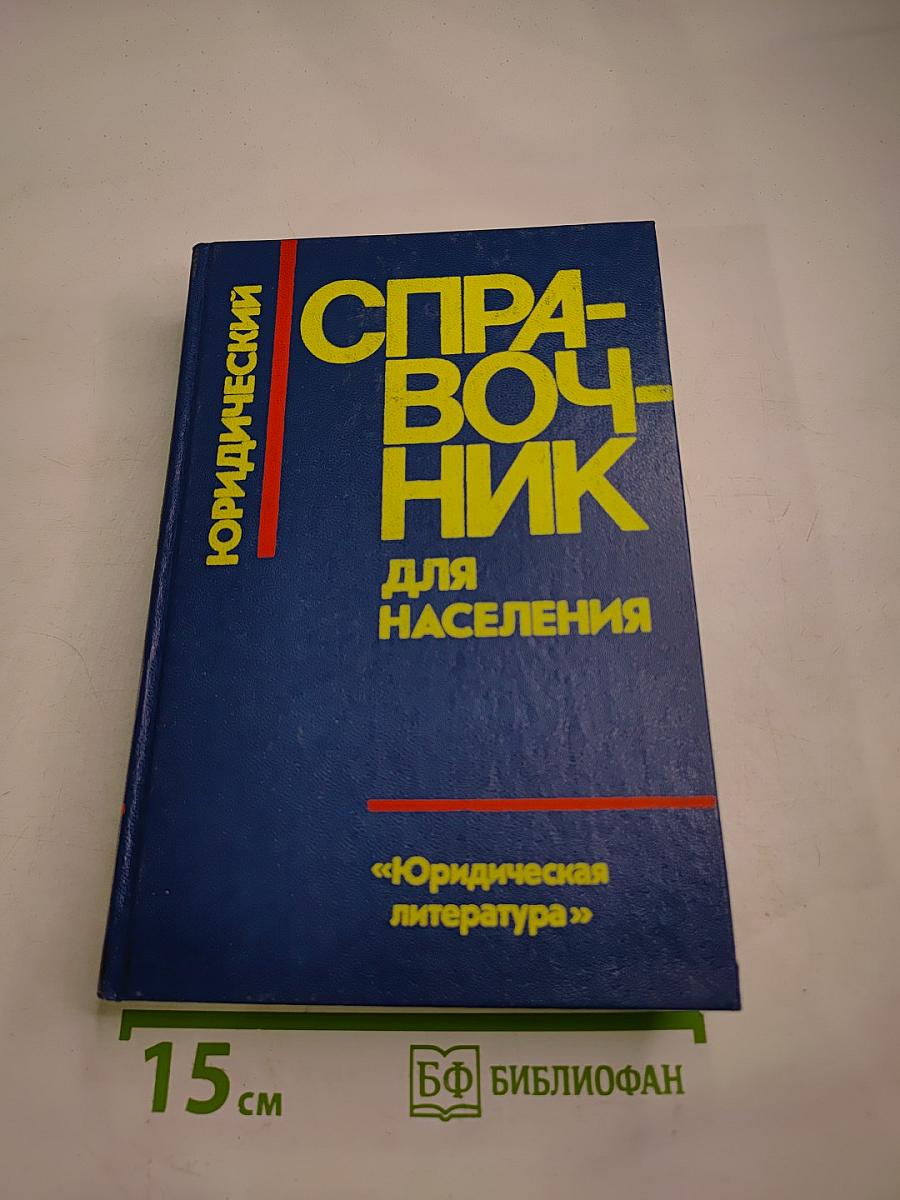 ЮРИДИЧЕСКИЙ
СПРА-
ВОЧ-
НИК
ДЛЯ
НАСЕЛЕНИЯ
«Юридическая
литература»
15 см
БФ БИБЛИОФАН